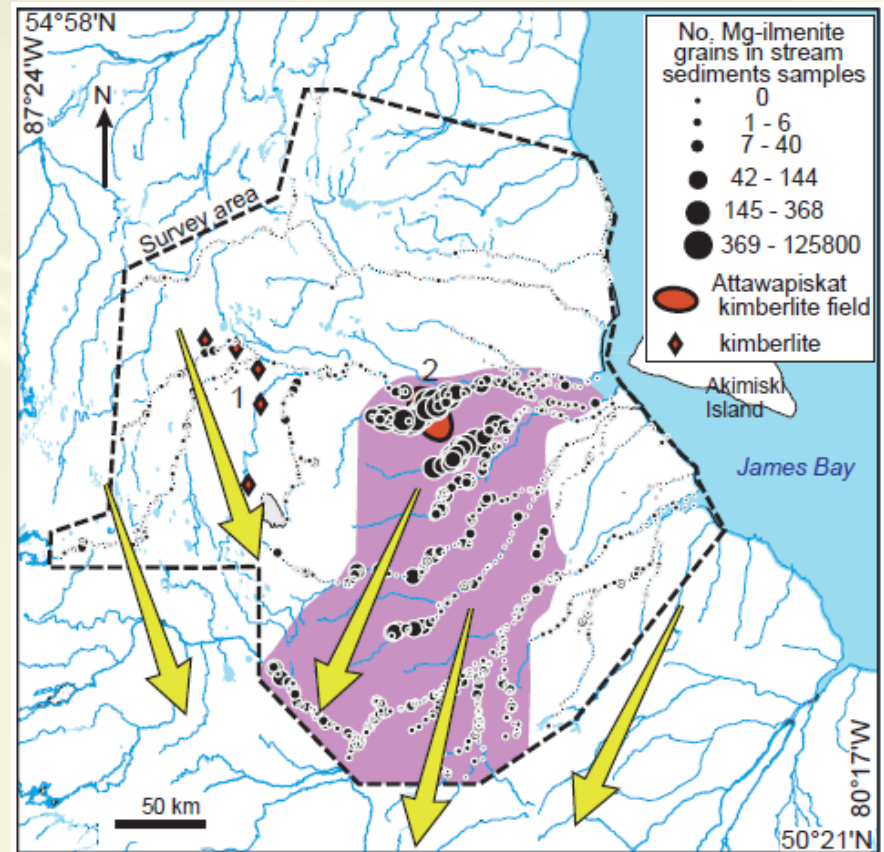 54°58'N
87°24'W
N
Survey area
No. Mg-ilmenite
grains in stream
sediments samples
0
1 - 6
7 - 40
42 - 144
145 - 368
369 - 125800
Attawapiskat
kimberlite field
kimberlite
Akimiski
Island
James Bay
2
1
50 km
80°17'W
50°21'N